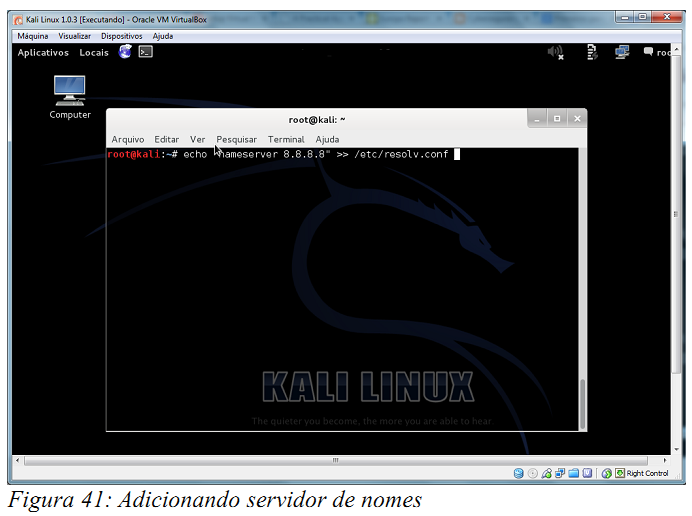 Kali Linux 1.0.3 [Executando] - Oracle VM VirtualBox
Máquina Visualizar Dispositivos Ajuda
Aplicativos Locais
roo
Computer
root@kali: ~
Arquivo Editar Ver Pesquisar Terminal Ajuda
root@kali:~# echo "nameserver 8.8.8.8" >> /etc/resolv.conf
KALI LINUX
The quieter you become, the more you are able to hear.
Right Control
Figura 41: Adicionando servidor de nomes